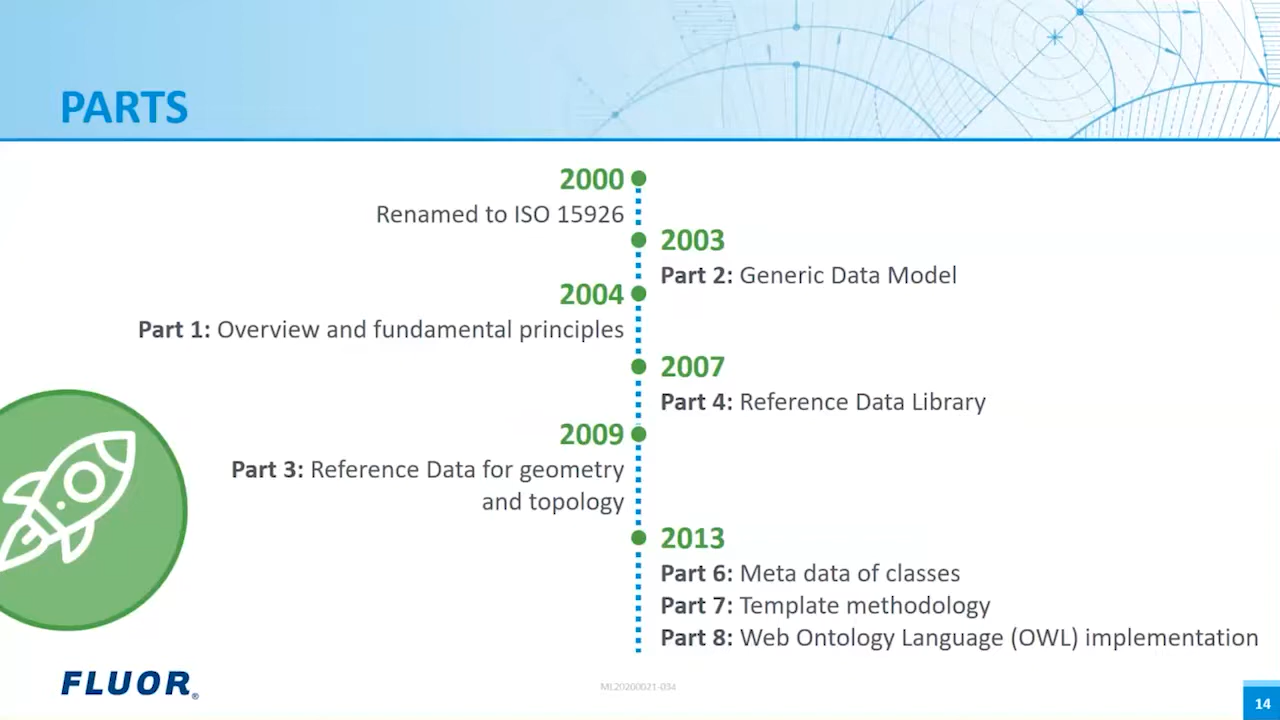 PARTS
2000
Renamed to ISO 15926
2003
Part 2: Generic Data Model
2004
Part 1: Overview and fundamental principles
2007
Part 4: Reference Data Library
2009
Part 3: Reference Data for geometry
and topology
2013
Part 6: Meta data of classes
Part 7: Template methodology
Part 8: Web Ontology Language (OWL) implementation
FLUOR®
ML20200021-034
14